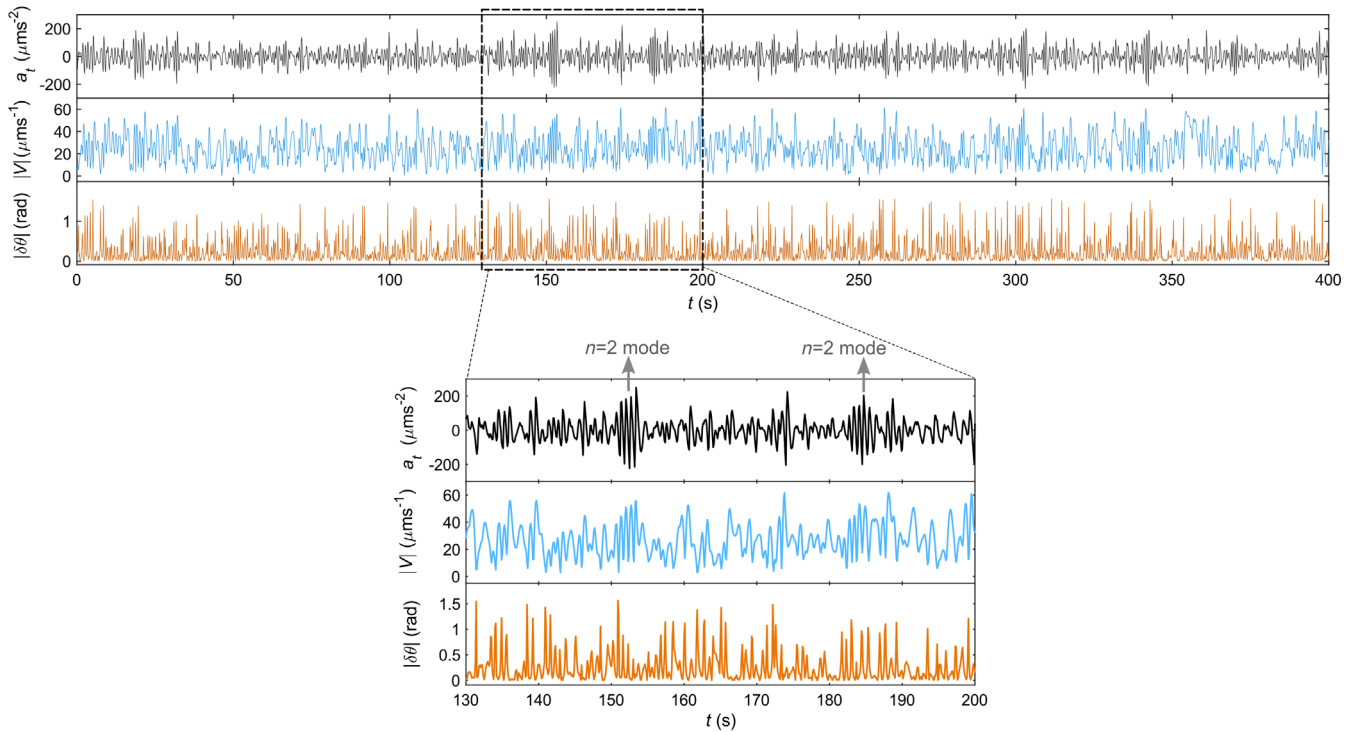 200
0
-200
a_t (μms⁻²)
60
40
20
0
|V| (μms⁻¹)
1
0
|δθ| (rad)
0 50 100 150 200 250 300 350 400
t (s)
n=2 mode n=2 mode
200
0
-200
a_t (μms⁻²)
60
40
20
0
|V| (μms⁻¹)
1.5
1
0.5
0
|δθ| (rad)
130 140 150 160 170 180 190 200
t (s)